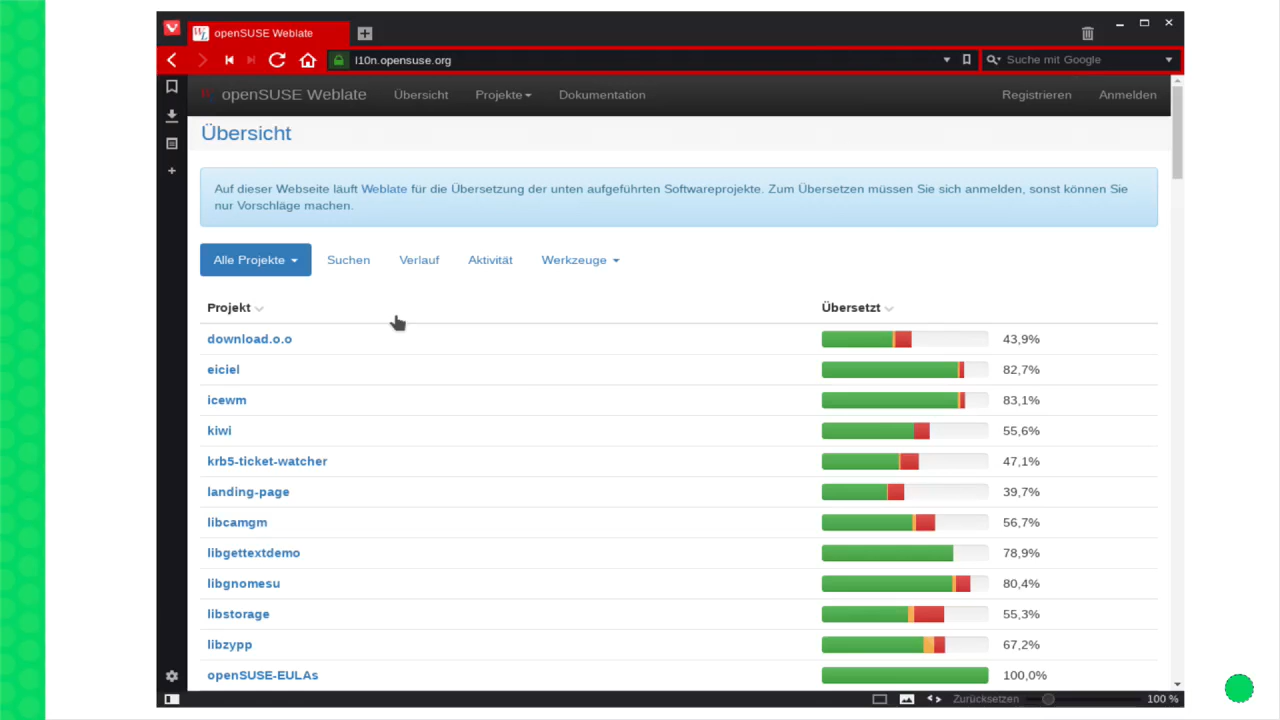 openSUSE Weblate
l10n.opensuse.org
Suche mit Google
openSUSE Weblate Übersicht Projekte Dokumentation Registrieren Anmelden
Übersicht
Auf dieser Webseite läuft Weblate für die Übersetzung der unten aufgeführten Softwareprojekte. Zum Übersetzen müssen Sie sich anmelden, sonst können Sie
nur Vorschläge machen.
Alle Projekte Suchen Verlauf Aktivität Werkzeuge
Projekt Übersetzt
download.o.o 43,9%
eiciel 82,7%
icewm 83,1%
kiwi 55,6%
krb5-ticket-watcher 47,1%
landing-page 39,7%
libcamgm 56,7%
libgettextdemo 78,9%
libgnomesu 80,4%
libstorage 55,3%
libzypp 67,2%
openSUSE-EULAs 100,0%
Zurücksetzen 100 %